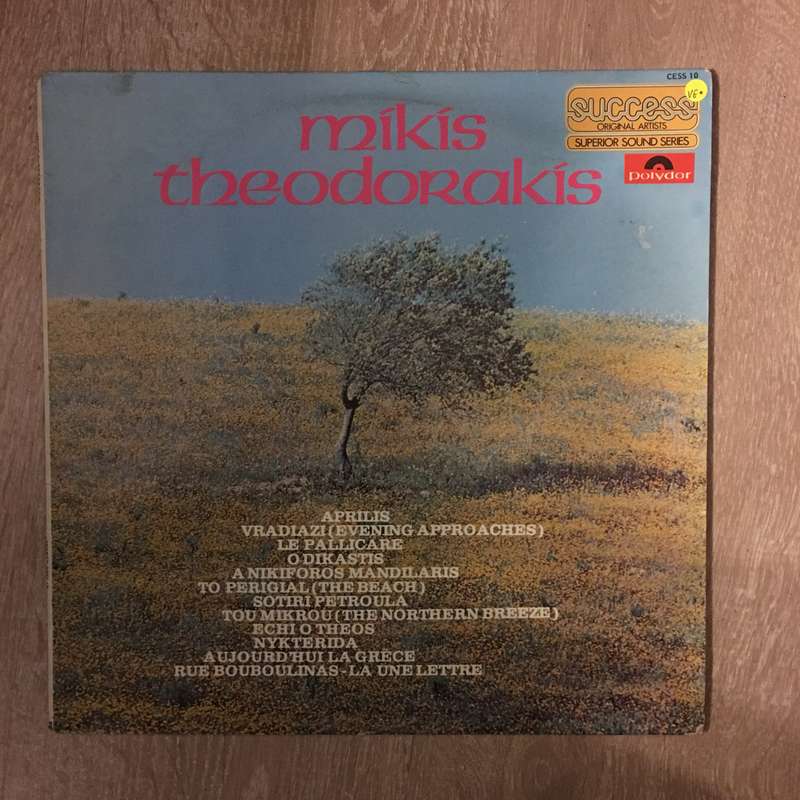 CESS 10
VG+
success
ORIGINAL ARTISTS
SUPERIOR SOUND SERIES
Polydor
mikis
theodorakis
APRILIS
VRADIAZI (EVENING APPROACHES)
LE PALLICARE
O DIKASTIS
A NIKIFOROS MANDILARIS
TO PERIGIAL (THE BEACH)
SOTIRI PETROULA
TOU MIKROU (THE NORTHERN BREEZE)
ECHI O THEOS
NYKTERIDA
AUJOURD'HUI LA GRÈCE
RUE BOUBOULINAS - LA UNE LETTRE